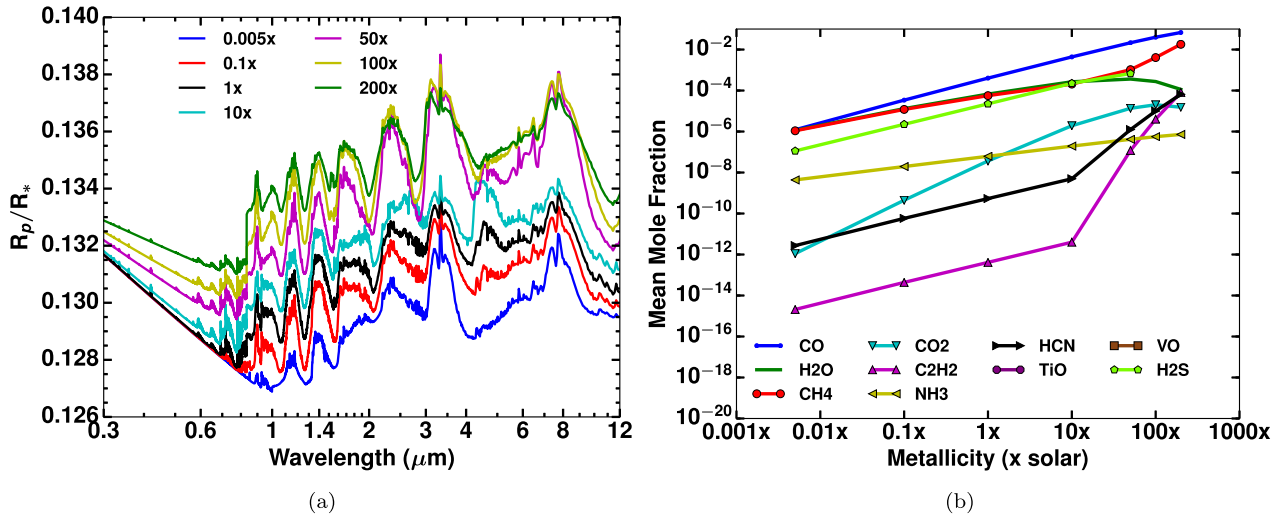 0.140
0.138
0.136
0.134
0.132
0.130
0.128
0.126
R_p/R_*
0.005x
0.1x
1x
10x
50x
100x
200x
0.3
0.6
1
1.4
2
3
4
6
8
12
Wavelength (μm)
(a)
10^−2
10^−4
10^−6
10^−8
10^−10
10^−12
10^−14
10^−16
10^−18
10^−20
Mean Mole Fraction
CO
H2O
CH4
CO2
C2H2
NH3
HCN
TiO
VO
H2S
0.001x
0.01x
0.1x
1x
10x
100x
1000x
Metallicity (x solar)
(b)